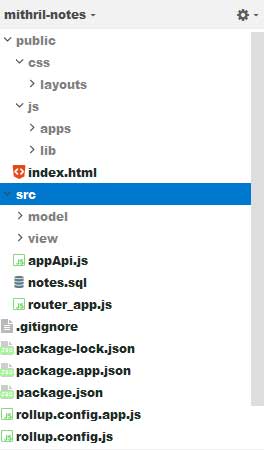 mithril-notes
public
css
layouts
js
apps
lib
index.html
src
model
view
appApi.js
notes.sql
router_app.js
.gitignore
package-lock.json
package.app.json
package.json
rollup.config.app.js
rollup.config.js